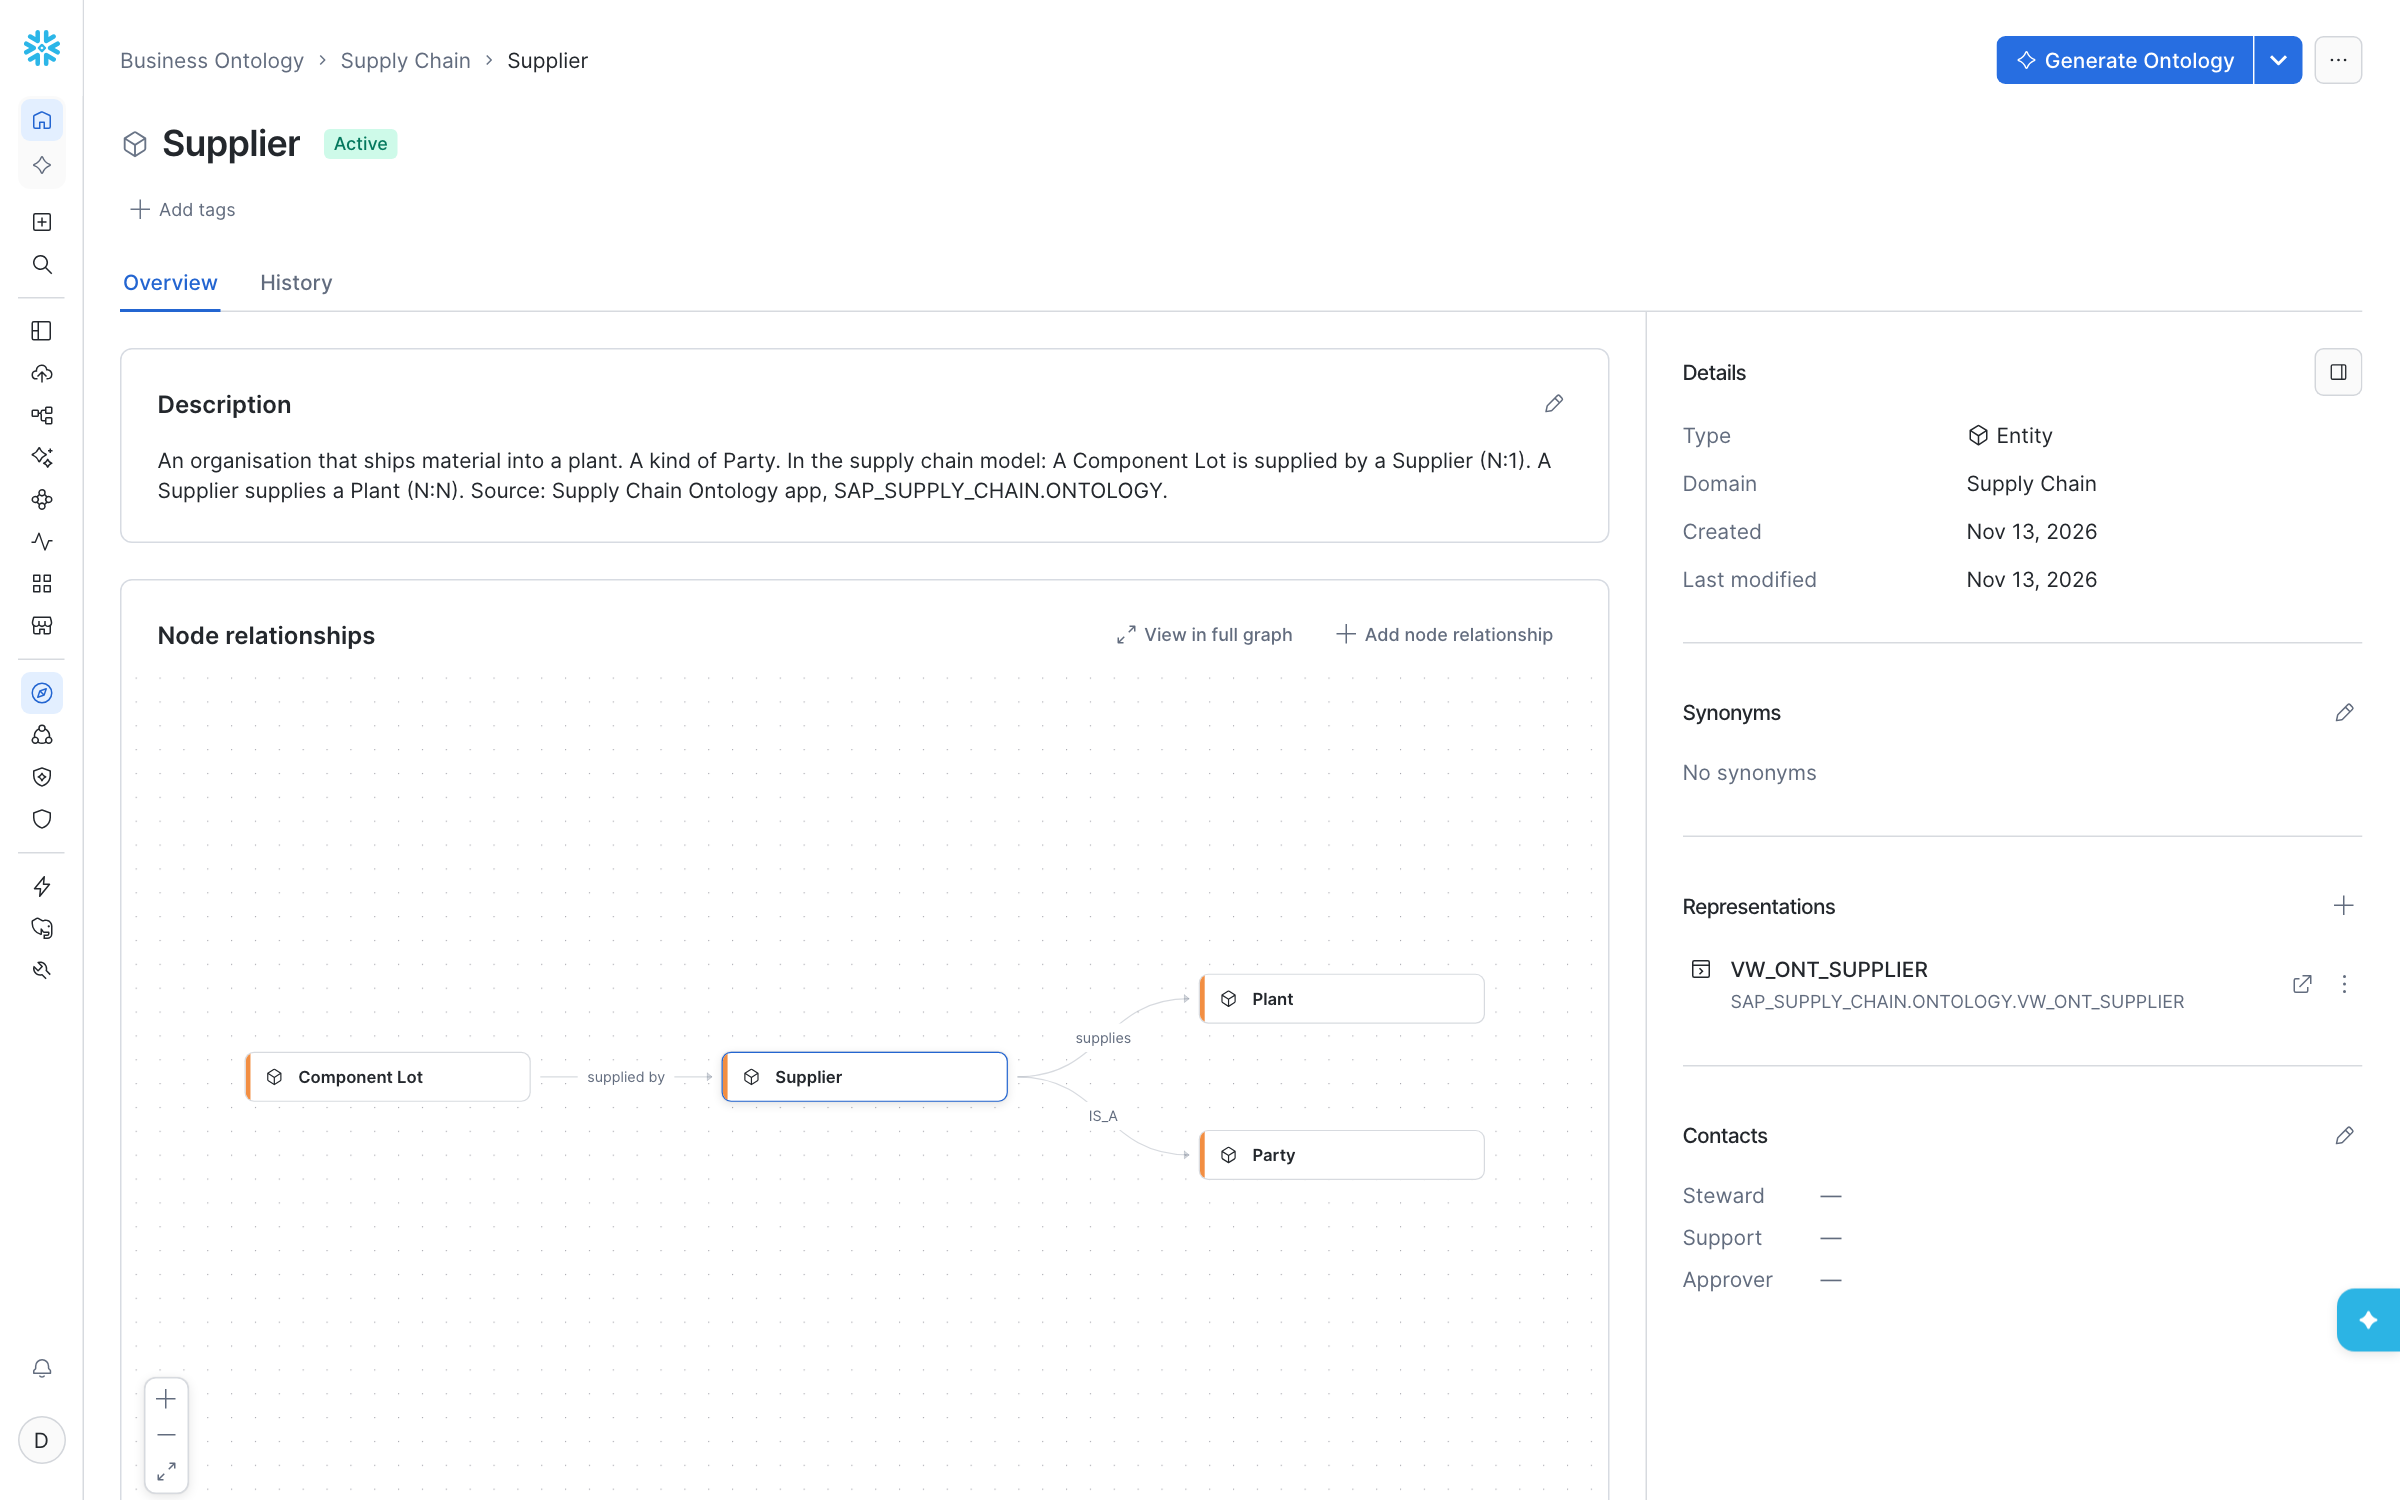 Business Ontology > Supply Chain > Supplier
Generate Ontology
Supplier
Active
Add tags
Overview
History
Description
An organisation that ships material into a plant. A kind of Party. In the supply chain model: A Component Lot is supplied by a Supplier (N:1). A
Supplier supplies a Plant (N:N). Source: Supply Chain Ontology app, SAP_SUPPLY_CHAIN.ONTOLOGY.
Node relationships
View in full graph
Add node relationship
Component Lot
supplied by
Supplier
supplies
IS_A
Plant
Party
Details
Type
Entity
Domain
Supply Chain
Created
Nov 13, 2026
Last modified
Nov 13, 2026
Synonyms
No synonyms
Representations
VW_ONT_SUPPLIER
SAP_SUPPLY_CHAIN.ONTOLOGY.VW_ONT_SUPPLIER
Contacts
Steward —
Support —
Approver —
D